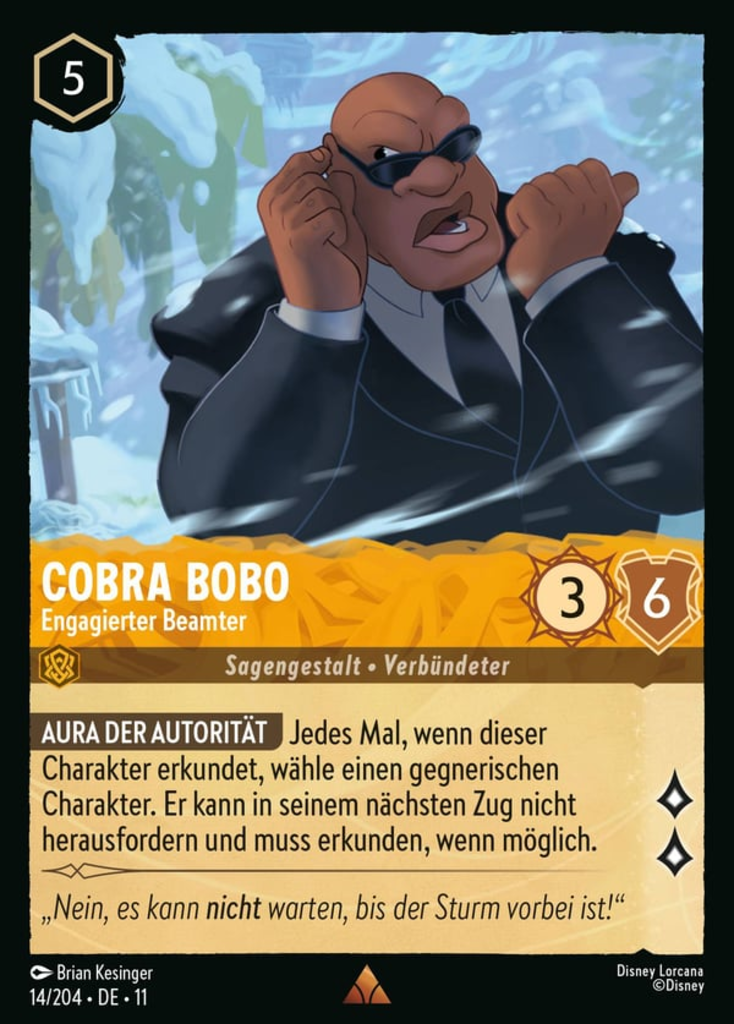 5
COBRA BOBO
Engagierter Beamter
3
6
Sagengestalt • Verbündeter
AURA DER AUTORITÄT Jedes Mal, wenn dieser
Charakter erkundet, wähle einen gegnerischen
Charakter. Er kann in seinem nächsten Zug nicht
herausfordern und muss erkunden, wenn möglich.
„Nein, es kann nicht warten, bis der Sturm vorbei ist!“
Brian Kesinger
14/204 • DE • 11
Disney Lorcana
©Disney